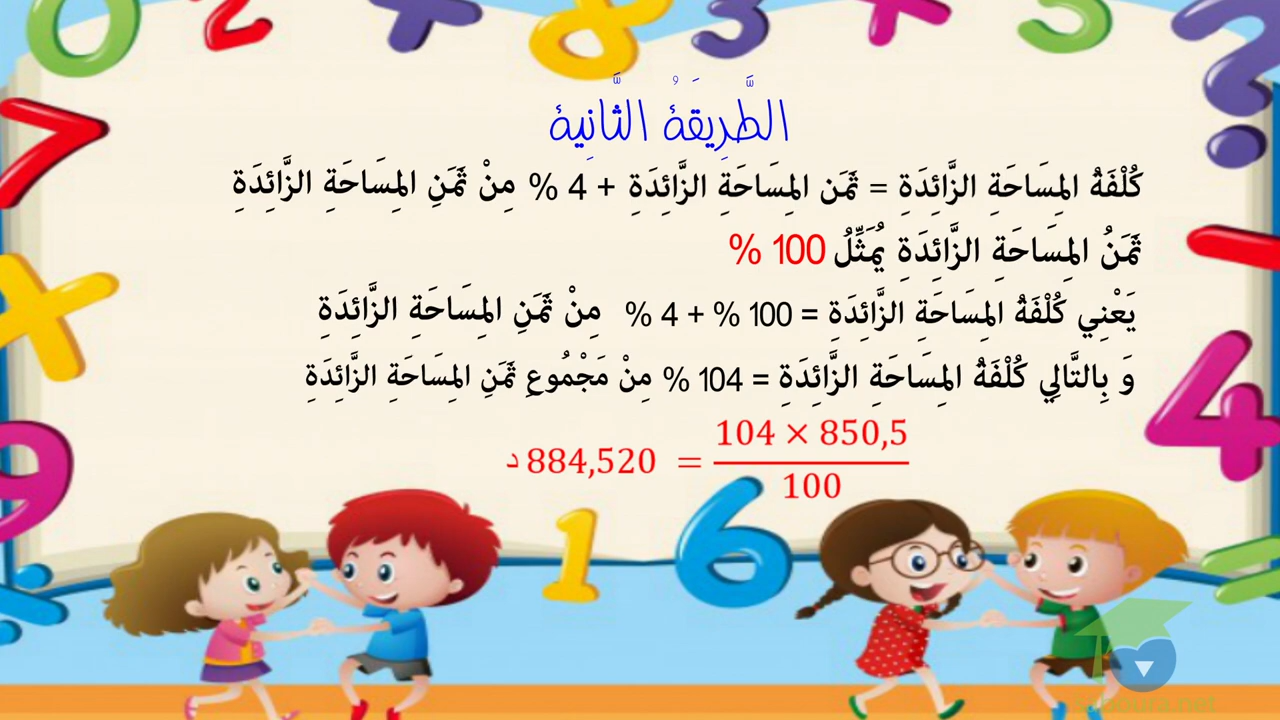 الطَّرِيقَةُ الثَّانِيةُ
كُلْفَةُ المِسَاحَةِ الزَّائِدَةِ = ثَمَن المِسَاحَةِ الزَّائِدَةِ + 4 % مِنْ ثَمَنِ المِسَاحَةِ الزَّائِدَةِ
ثَمَنُ المِسَاحَةِ الزَّائِدَةِ يُمَثِّلُ 100 %
يَعْنِي كُلْفَةُ المِسَاحَةِ الزَّائِدَةِ = 100 % + 4 % مِنْ ثَمَنِ المِسَاحَةِ الزَّائِدَةِ
وَ بِالتَّالِي كُلْفَةُ المِسَاحَةِ الزَّائِدَةِ = 104 % مِنْ مَجْمُوعِ ثَمَنِ المِسَاحَةِ الزَّائِدَةِ
104 × 850,5
د 884,520 =
100